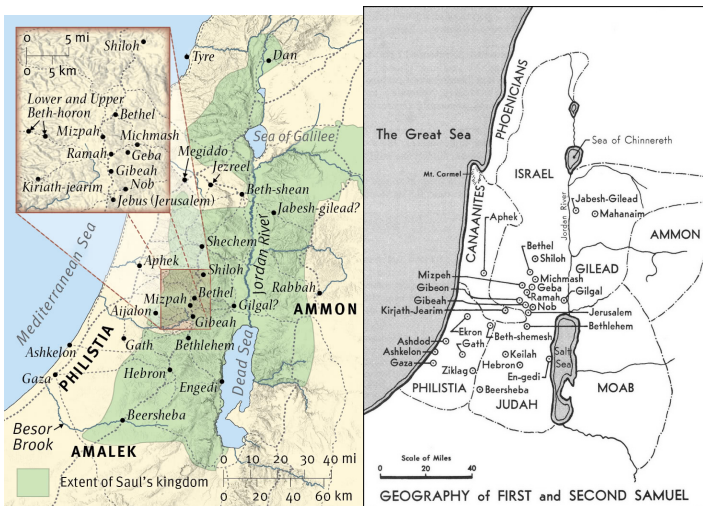 0 5 mi
0 5 km
Shiloh
Lower and Upper
Beth-horon
Bethel
Mizpah
Michmash
Ramah
Geba
Gibeah
Kiriath-jearim
Nob
Jebus (Jerusalem)
Tyre
Dan
Sea of Galilee
Megiddo
Jezreel
Beth-shean
Jabesh-gilead?
Jordan River
Mediterranean Sea
Shechem
Aphek
Shiloh
Rabbah
Bethel
Mizpah
Gilgal?
AMMON
Aijalon
Gibeah
PHILISTIA
Gath
Bethlehem
Ashkelon
Dead Sea
Hebron
Gaza
Engedi
Beersheba
Besor
Brook
AMALEK
Extent of Saul's kingdom
0 10 20 30 40 mi
0 20 40 60 km
PHOENICIANS
The Great Sea
Sea of Chinnereth
Mt. Carmel
ISRAEL
CANAANITES
Jordan River
Jabesh-Gilead
Mahanaim
Aphek
AMMON
Bethel
Shiloh
GILEAD
Mizpeh
Michmash
Gibeon
Geba
Ramah
Gilgal
Gibeah
Nob
Kirjath-Jearim
Jerusalem
Bethlehem
Ekron
Beth-shemesh
Ashdod
Gath
Ashkelon
Keilah
Salt
Sea
Gaza
Hebron
Ziklag
En-gedi
MOAB
PHILISTIA
Beersheba
JUDAH
Scale of Miles
0 20 40
GEOGRAPHY of FIRST and SECOND SAMUEL